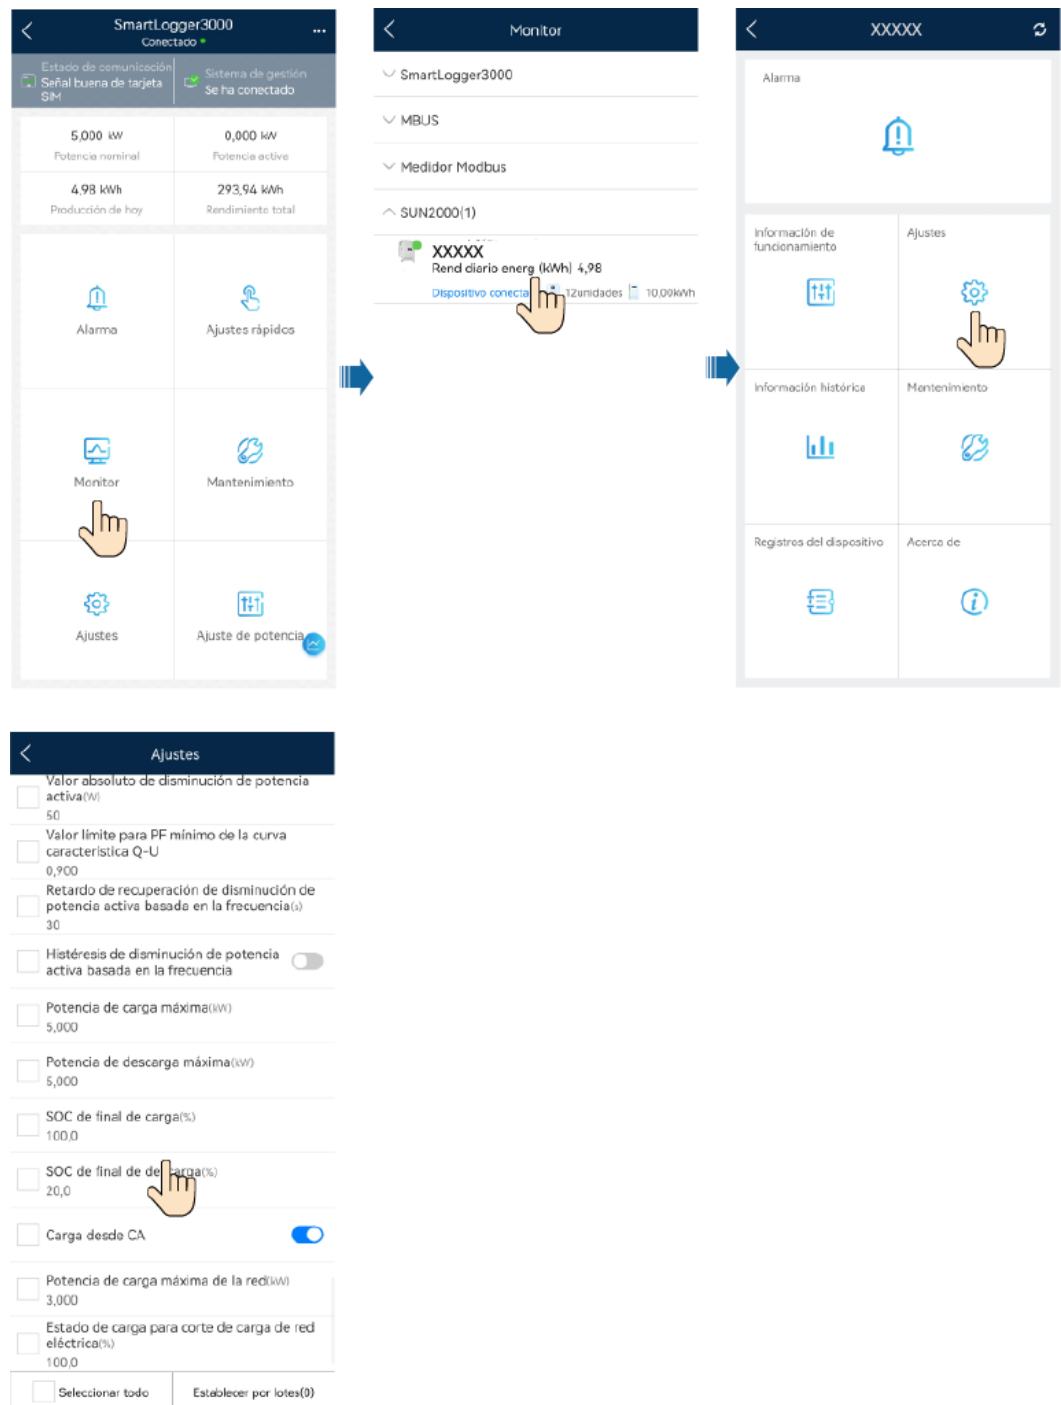 SmartLogger3000
Conectado
Estado de comunicación
Señal buena de tarjeta
SIM
Sistema de gestión
Se ha conectado
5,000 kW
Potencia nominal
0,000 kW
Potencia activa
4,98 kWh
Producción de hoy
293,94 kWh
Rendimiento total
Alarma
Ajustes rápidos
Monitor
Mantenimiento
Ajustes
Ajuste de potencia
Monitor
SmartLogger3000
MBUS
Medidor Modbus
SUN2000(1)
XXXXX
Rend diario energ (kWh) 4,98
Dispositivo conecta
12unidades
10,00kWh
XXXXX
Alarma
Información de
funcionamiento
Ajustes
Información histórica
Mantenimiento
Registros del dispositivo
Acerca de
Ajustes
Valor absoluto de disminución de potencia
activa(W)
50
Valor límite para PF mínimo de la curva
característica Q-U
0,900
Retardo de recuperación de disminución de
potencia activa basada en la frecuencia(s)
30
Histéresis de disminución de potencia
activa basada en la frecuencia
Potencia de carga máxima(kW)
5,000
Potencia de descarga máxima(kW)
5,000
SOC de final de carga(%)
100,0
SOC de final de de carga(%)
20,0
Carga desde CA
Potencia de carga máxima de la red(kW)
3,000
Estado de carga para corte de carga de red
eléctrica(%)
100,0
Seleccionar todo
Establecer por lotes(0)